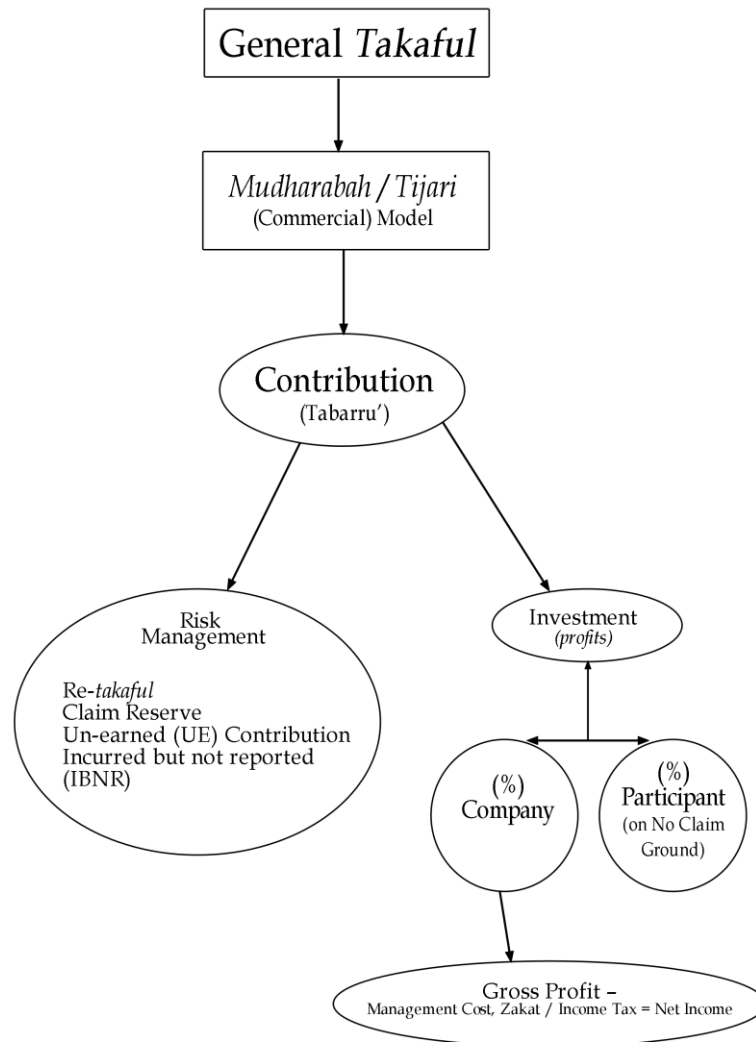 General Takaful
Mudharabah / Tijari
(Commercial) Model
Contribution
(Tabarru’)
Risk
Management
Re-takaful
Claim Reserve
Un-earned (UE) Contribution
Incurred but not reported
(IBNR)
Investment
(profits)
(%)
Company
(%)
Participant
(on No Claim
Ground)
Gross Profit –
Management Cost, Zakat / Income Tax = Net Income